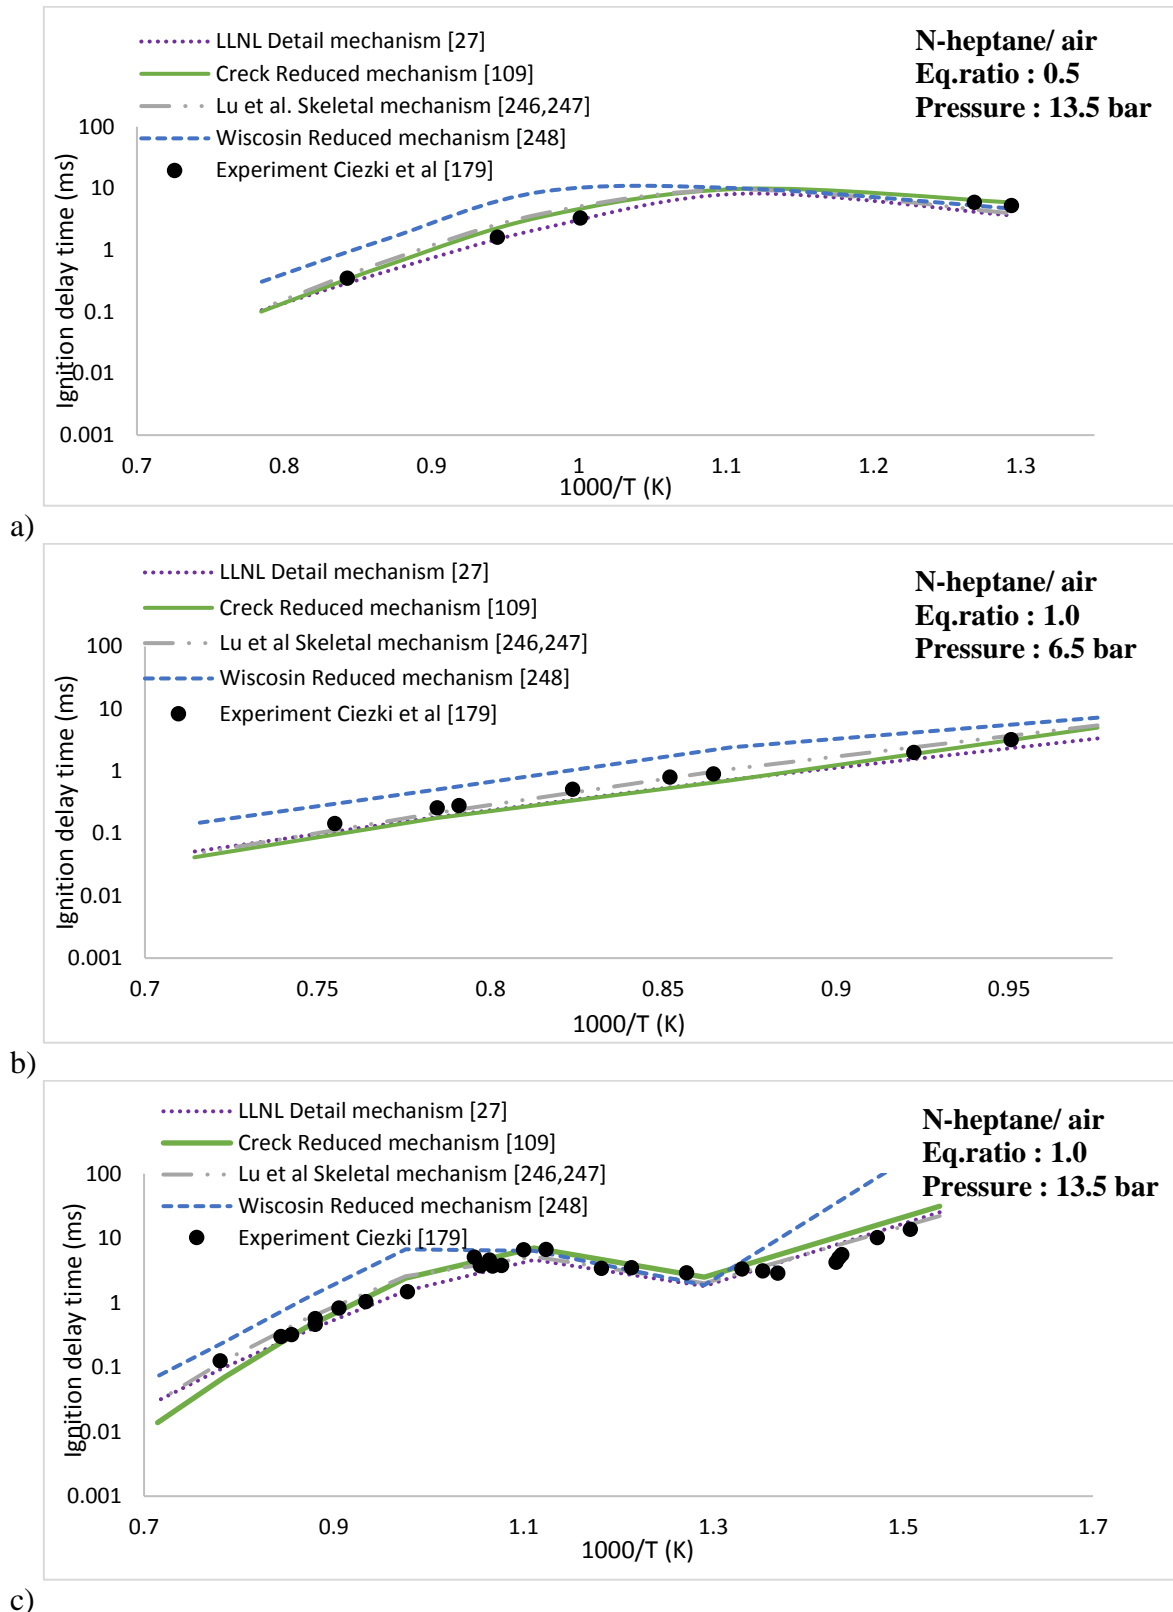 LLNL Detail mechanism [27]
Creck Reduced mechanism [109]
Lu et al. Skeletal mechanism [246,247]
Wiscosin Reduced mechanism [248]
Experiment Ciezki et al [179]
N-heptane/ air
Eq.ratio : 0.5
Pressure : 13.5 bar
Ignition delay time (ms)
100
10
1
0.1
0.01
0.001
0.7 0.8 0.9 1 1.1 1.2 1.3
1000/T (K)
a)
LLNL Detail mechanism [27]
Creck Reduced mechanism [109]
Lu et al Skeletal mechanism [246,247]
Wiscosin Reduced mechanism [248]
Experiment Ciezki et al [179]
N-heptane/ air
Eq.ratio : 1.0
Pressure : 6.5 bar
Ignition delay time (ms)
100
10
1
0.1
0.01
0.001
0.7 0.75 0.8 0.85 0.9 0.95
1000/T (K)
b)
LLNL Detail mechanism [27]
Creck Reduced mechanism [109]
Lu et al Skeletal mechanism [246,247]
Wiscosin Reduced mechanism [248]
Experiment Ciezki [179]
N-heptane/ air
Eq.ratio : 1.0
Pressure : 13.5 bar
Ignition delay time (ms)
100
10
1
0.1
0.01
0.001
0.7 0.9 1.1 1.3 1.5 1.7
1000/T (K)
c)